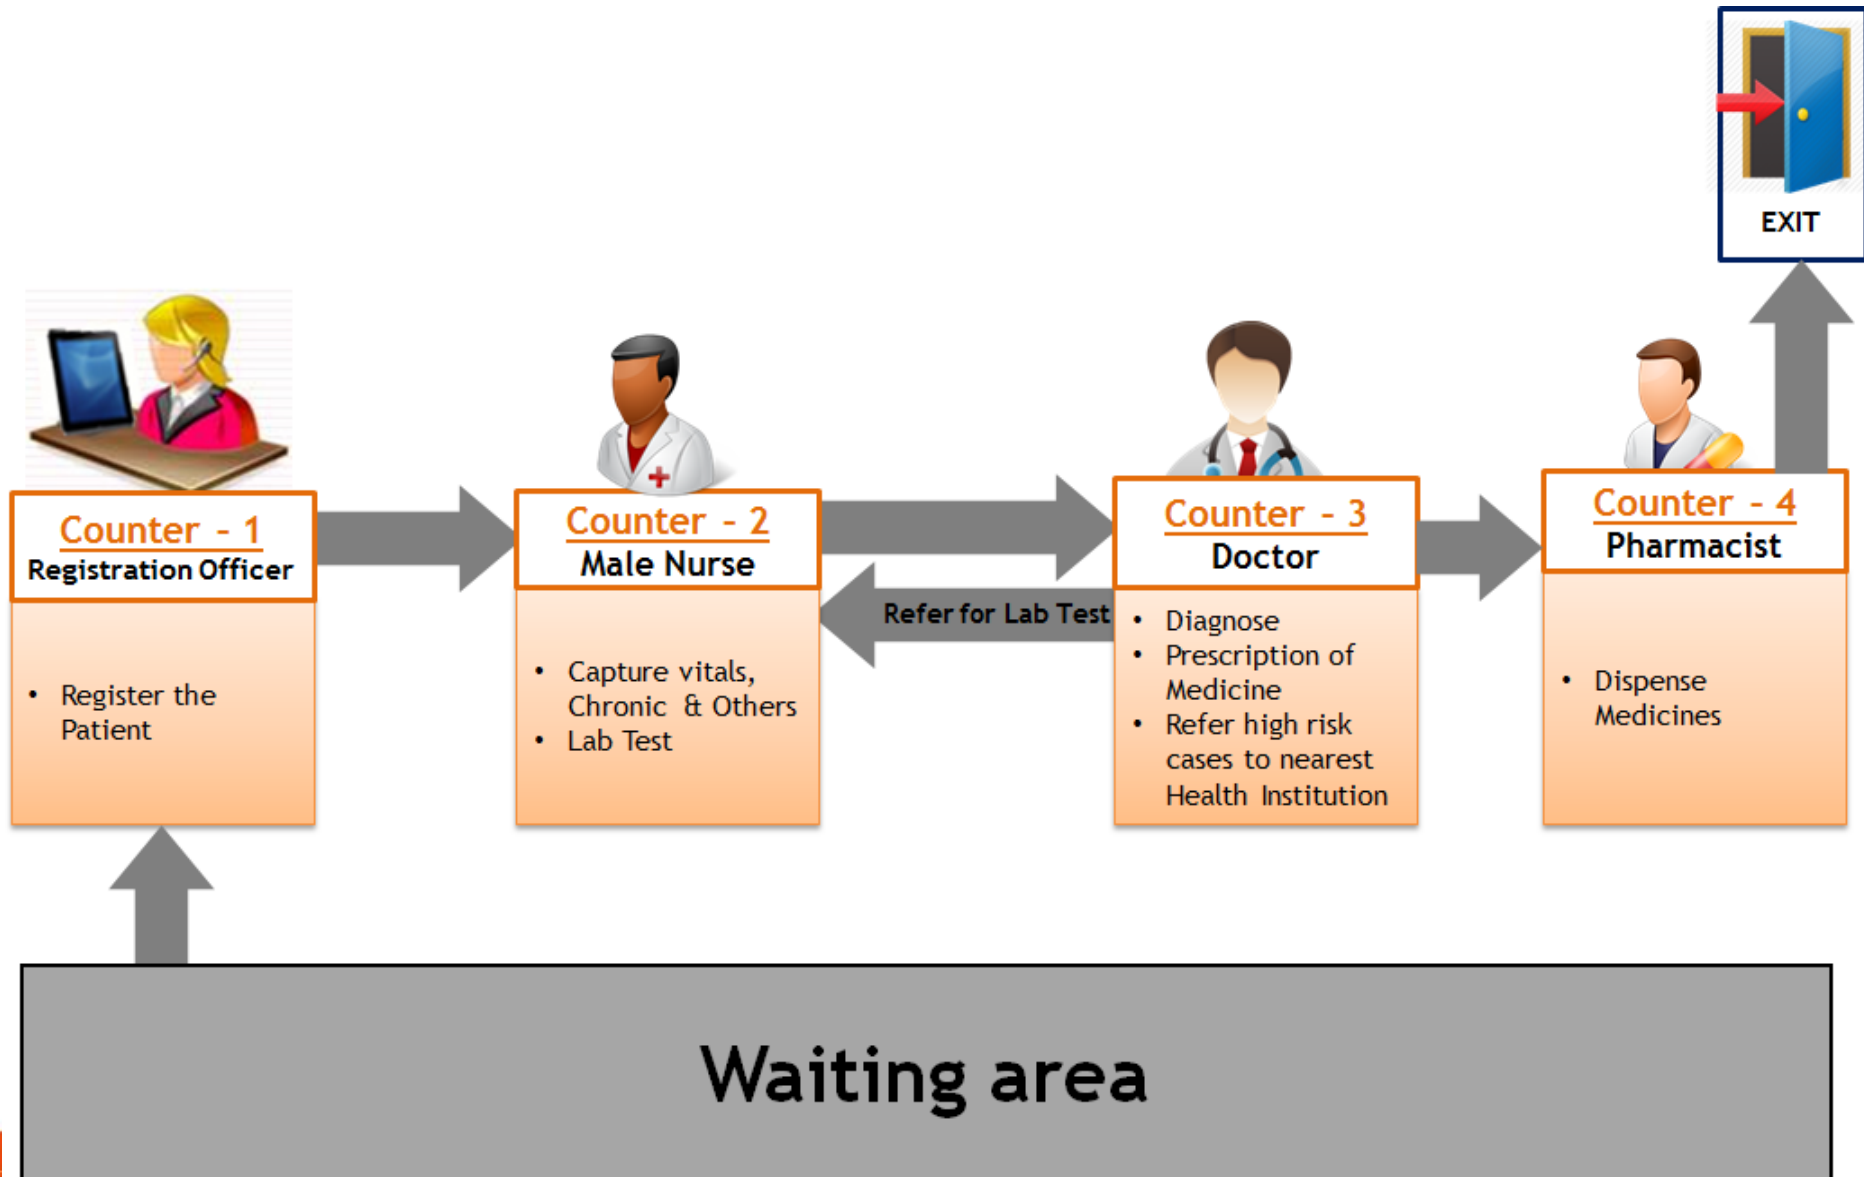 EXIT
Counter - 1
Registration Officer
• Register the
Patient
Counter - 2
Male Nurse
• Capture vitals,
Chronic & Others
• Lab Test
Refer for Lab Test
Counter - 3
Doctor
• Diagnose
• Prescription of
Medicine
• Refer high risk
cases to nearest
Health Institution
Counter - 4
Pharmacist
• Dispense
Medicines
Waiting area